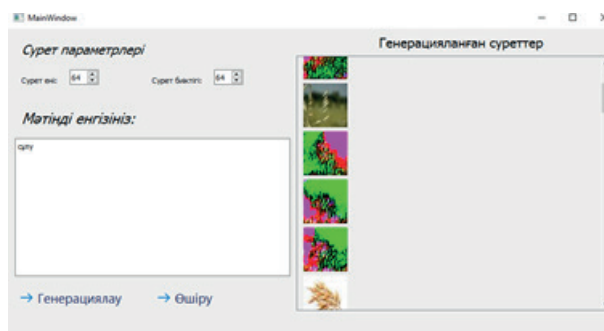 MainWindow
Сурет параметрлері
Генерацияланған суреттер
Сурет ені: 64
Сурет биіктігі: 64
Мәтінді енгізіңіз:
сұлу
→ Генерациялау
→ Өшіру